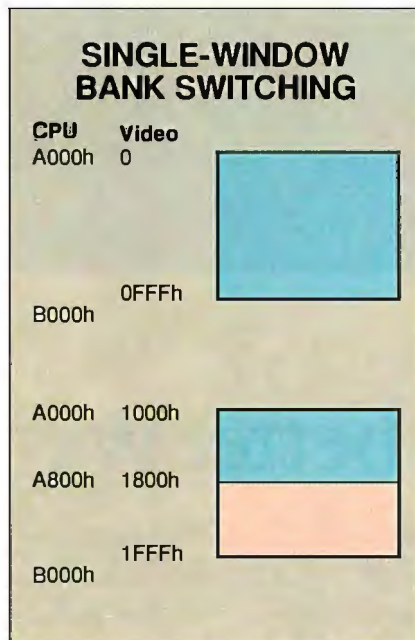 SINGLE-WINDOW
BANK SWITCHING
CPU Video
A000h 0
0FFFh
B000h
A000h 1000h
A800h 1800h
1FFFh
B000h